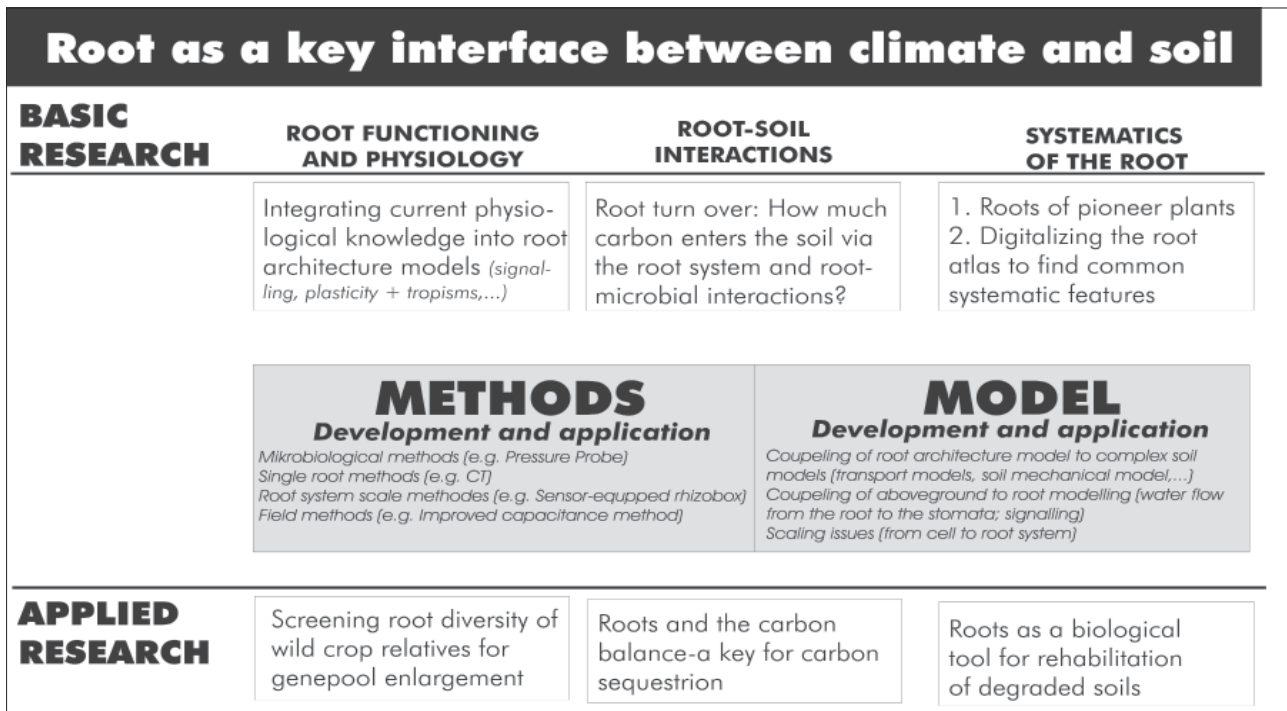 Root as a key interface between climate and soil
BASIC
RESEARCH
ROOT FUNCTIONING
AND PHYSIOLOGY
ROOT-SOIL
INTERACTIONS
SYSTEMATICS
OF THE ROOT
Integrating current physio-
logical knowledge into root
architecture models (signal-
ling, plasticity + tropisms,...)
Root turn over: How much
carbon enters the soil via
the root system and root-
microbial interactions?
1. Roots of pioneer plants
2. Digitalizing the root
atlas to find common
systematic features
METHODS
Development and application
Mikrobiological methods (e.g. Pressure Probe)
Single root methods (e.g. CT)
Root system scale methodes (e.g. Sensor-equpped rhizobox)
Field methods (e.g. Improved capacitance method)
MODEL
Development and application
Coupeling of root architecture model to complex soil
models (transport models, soil mechanical model,...)
Coupeling of aboveground to root modelling (water flow
from the root to the stomata; signalling)
Scaling issues (from cell to root system)
APPLIED
RESEARCH
Screening root diversity of
wild crop relatives for
genepool enlargement
Roots and the carbon
balance-a key for carbon
sequestrion
Roots as a biological
tool for rehabilitation
of degraded soils